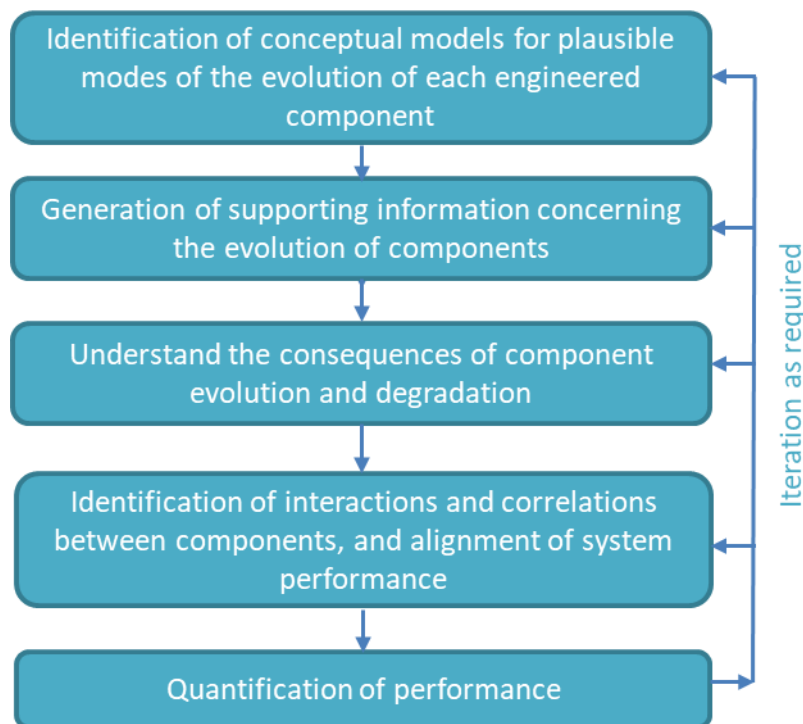 Identification of conceptual models for plausible
modes of the evolution of each engineered
component
Generation of supporting information concerning
the evolution of components
Understand the consequences of component
evolution and degradation
Identification of interactions and correlations
between components, and alignment of system
performance
Quantification of performance
Iteration as required